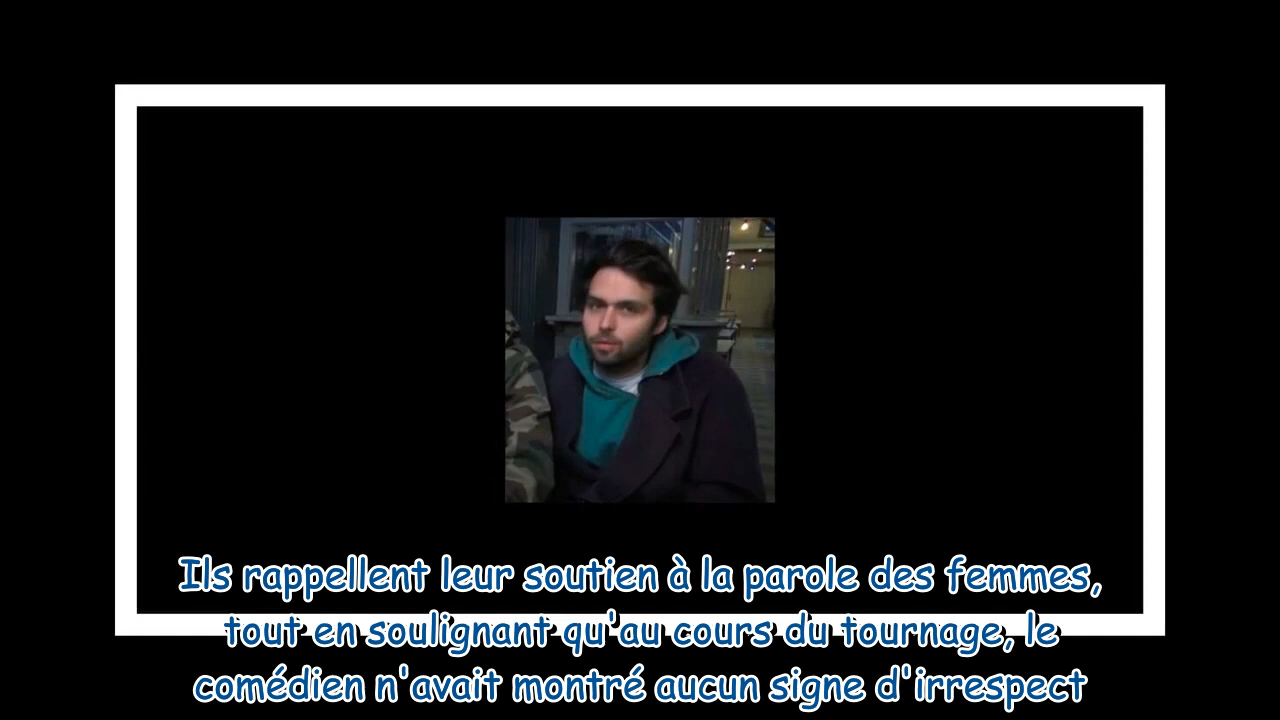 Ils rappellent leur soutien à la parole des femmes,
tout en soulignant qu'au cours du tournage, le
comédien n'avait montré aucun signe d'irrespect